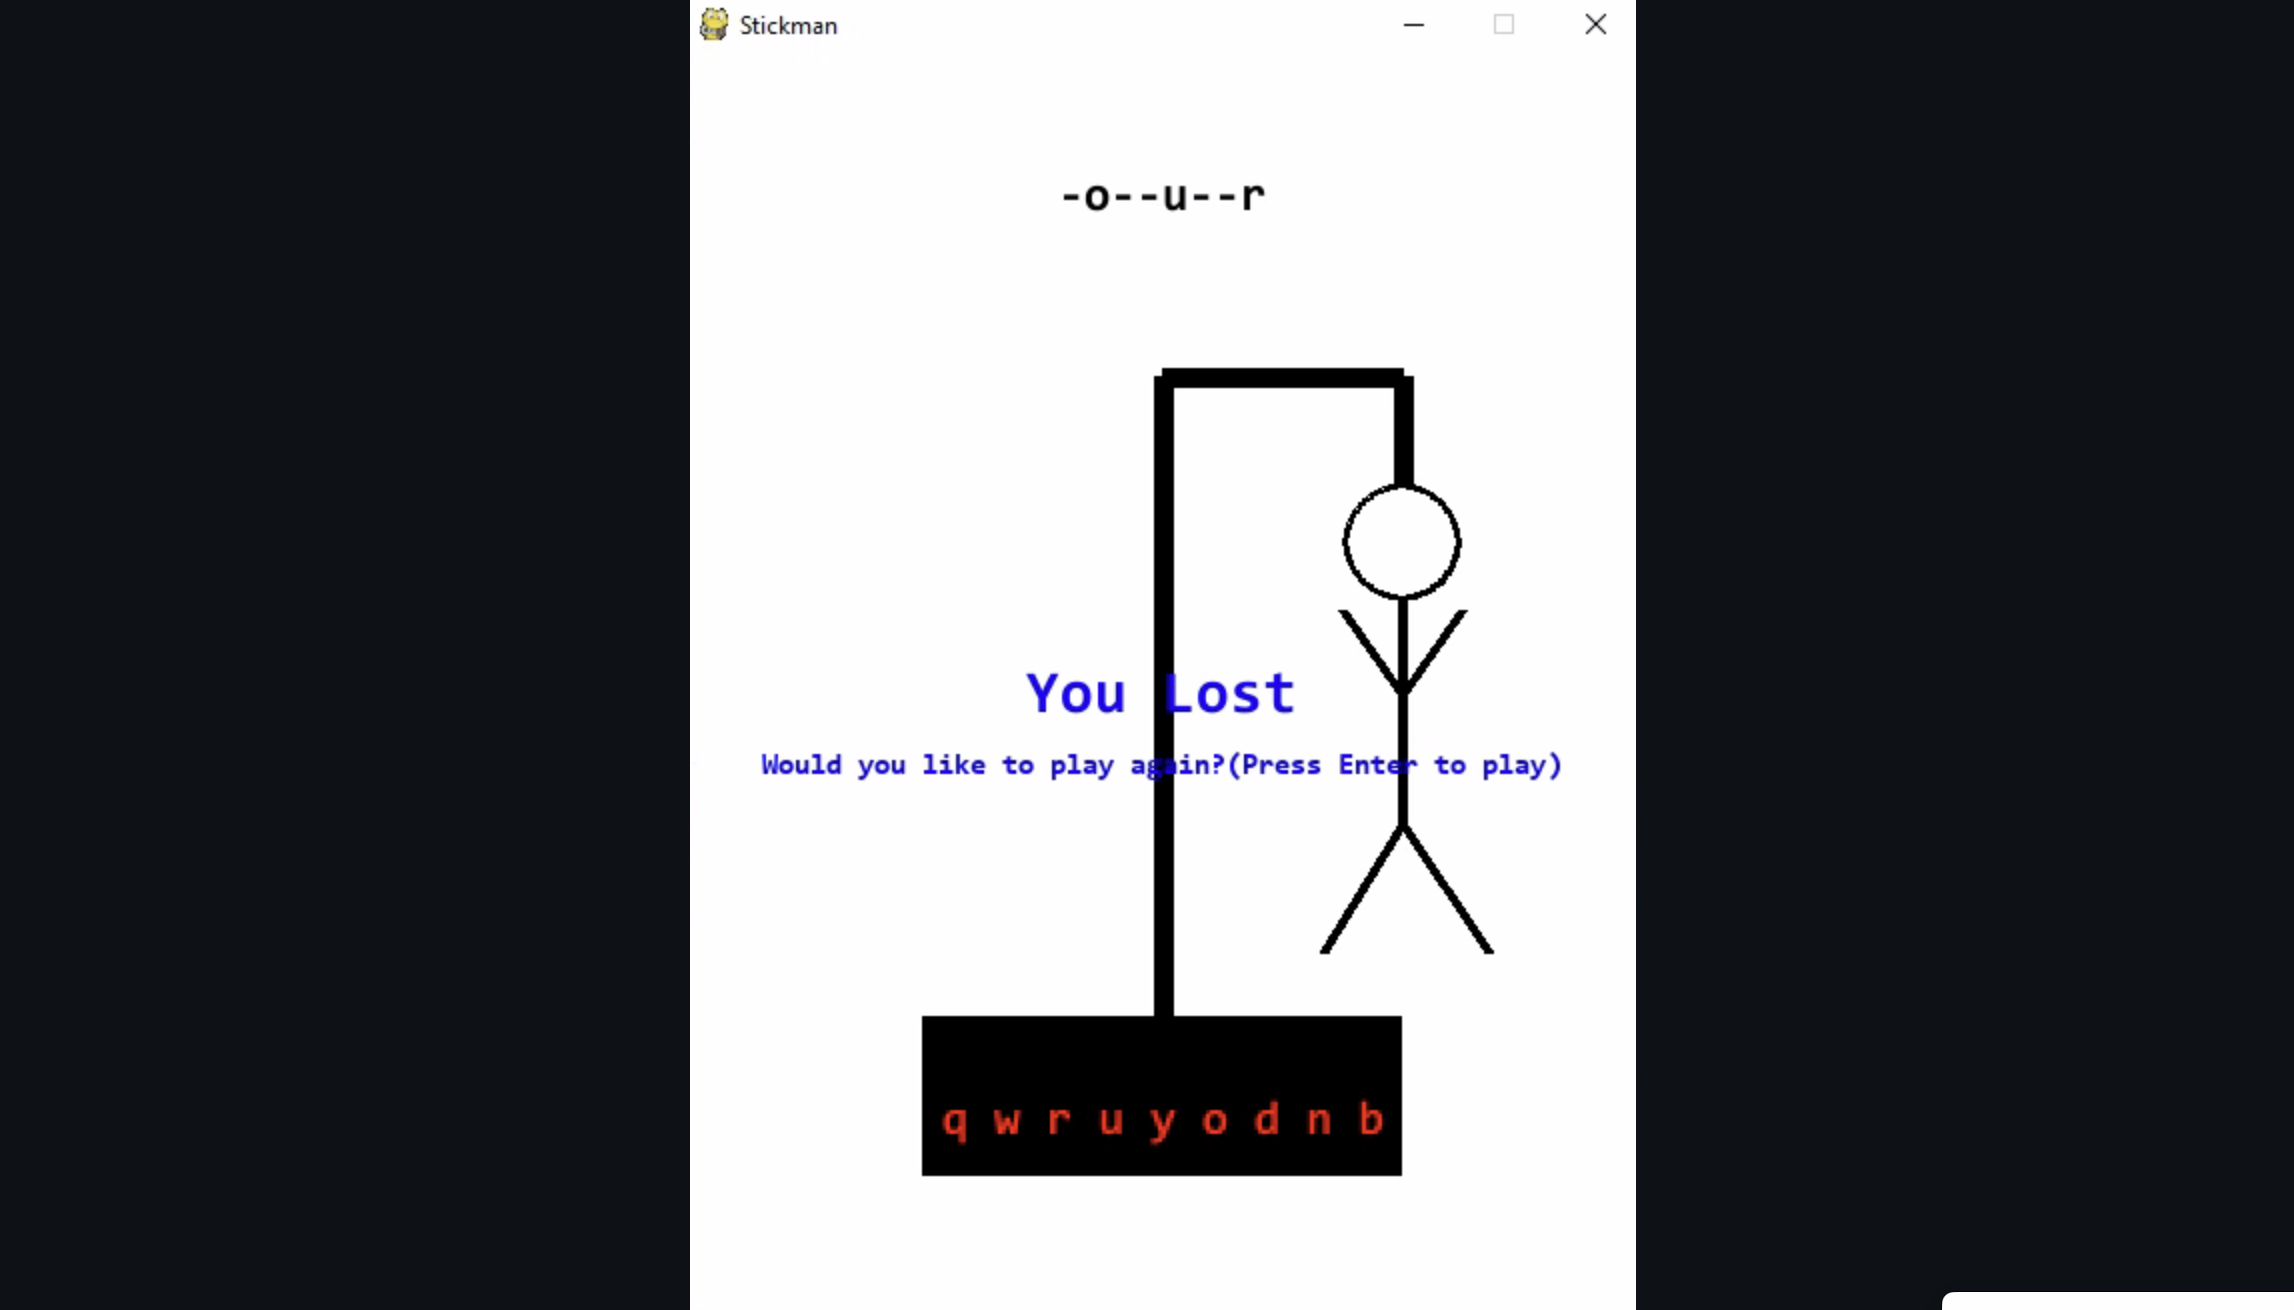 Stickman
-o--u--r
You Lost
Would you like to play again?(Press Enter to play)
q w r u y o d n b